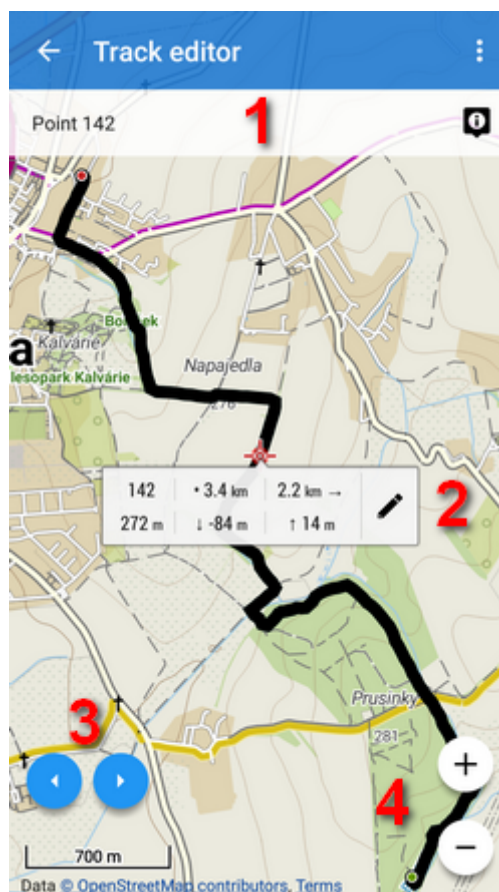 Track editor
Point 142
1
Kalvárie
a
lesopark Kalvárie
Napajedla
276
142 • 3.4 km 2.2 km →
272 m ↓ -84 m ↑ 14 m
2
Prusinky
281
3
4
+
−
700 m
Data © OpenStreetMap contributors, Terms